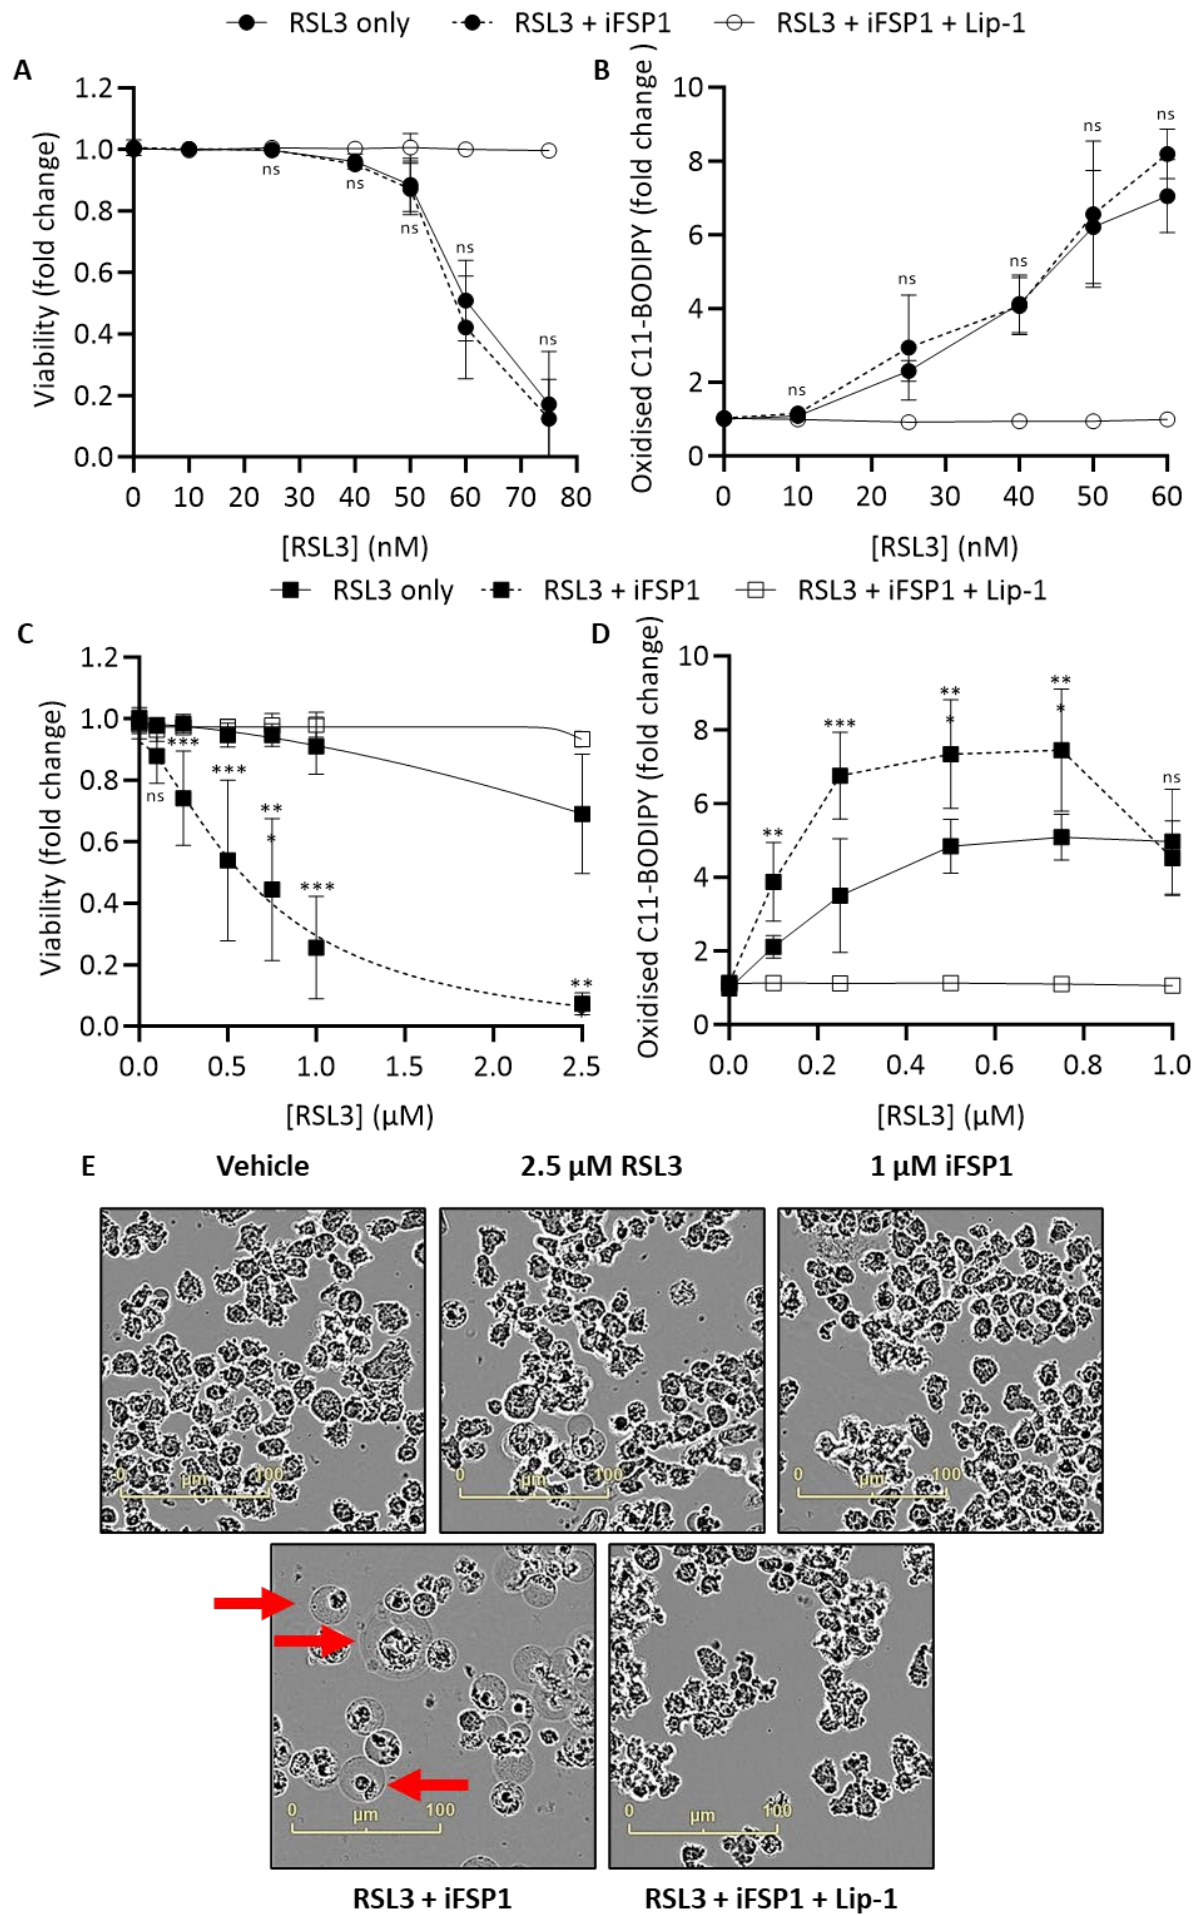 RSL3 only RSL3 + iFSP1 RSL3 + iFSP1 + Lip-1
A
Viability (fold change)
1.2
1.0
0.8
0.6
0.4
0.2
0.0
ns
ns
ns
ns
ns
0 10 20 30 40 50 60 70 80
[RSL3] (nM)
B
Oxidised C11-BODIPY (fold change )
10
8
6
4
2
0
ns
ns
ns
ns
ns
0 10 20 30 40 50 60
[RSL3] (nM)
RSL3 only RSL3 + iFSP1 RSL3 + iFSP1 + Lip-1
C
Viability (fold change)
1.2
1.0
0.8
0.6
0.4
0.2
0.0
ns
***
***
**
*
***
**
0.0 0.5 1.0 1.5 2.0 2.5
[RSL3] (µM)
D
Oxidised C11-BODIPY (fold change )
10
8
6
4
2
0
**
***
**
*
**
*
ns
0.0 0.2 0.4 0.6 0.8 1.0
[RSL3] (µM)
E
Vehicle 2.5 µM RSL3 1 µM iFSP1
0 µm 100
0 µm 100
0 µm 100
0 µm 100
0 µm 100
RSL3 + iFSP1 RSL3 + iFSP1 + Lip-1